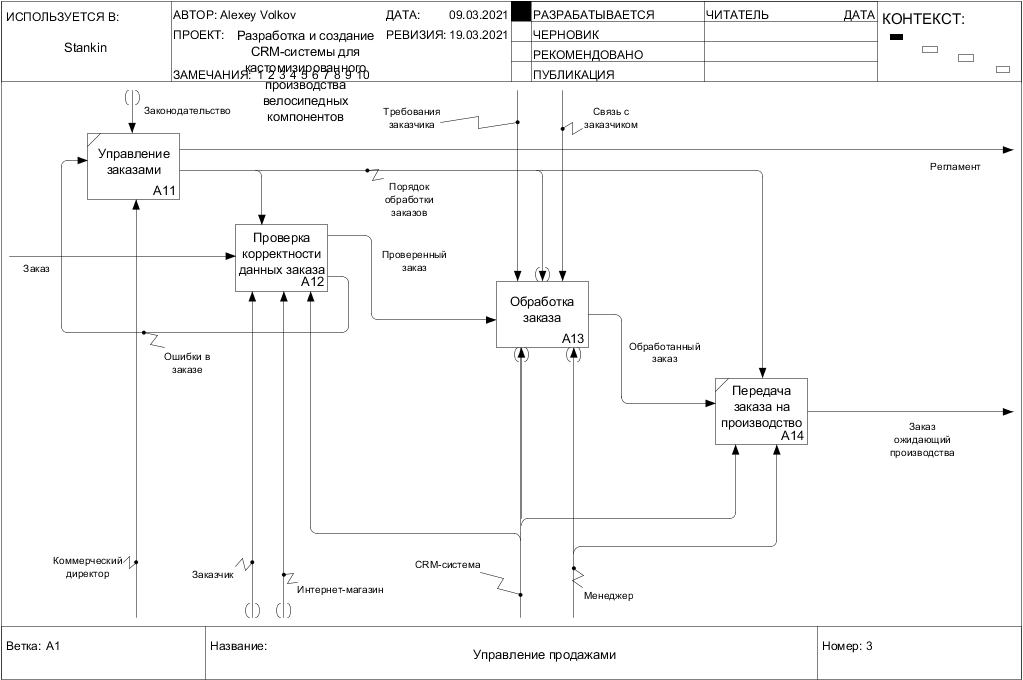 ИСПОЛЬЗУЕТСЯ В:
Stankin
АВТОР: Alexey Volkov
ДАТА: 09.03.2021
ПРОЕКТ: Разработка и создание
CRM-системы для
кастомизированного
производства
велосипедных
компонентов
РЕВИЗИЯ: 19.03.2021
ЗАМЕЧАНИЯ: 1 2 3 4 5 6 7 8 9 10
РАЗРАБАТЫВАЕТСЯ
ЧЕРНОВИК
РЕКОМЕНДОВАНО
ПУБЛИКАЦИЯ
ЧИТАТЕЛЬ ДАТА
КОНТЕКСТ:
Законодательство
Требования
заказчика
Связь с
заказчиком
Управление
заказами
A11
Регламент
Порядок
обработки
заказов
Проверка
корректности
данных заказа
A12
Заказ
Проверенный
заказ
Обработка
заказа
A13
Ошибки в
заказе
Обработанный
заказ
Передача
заказа на
производство
A14
Заказ
ожидающий
производства
Коммерческий
директор
Заказчик
Интернет-магазин
CRM-система
Менеджер
Ветка: A1
Название:
Управление продажами
Номер: 3